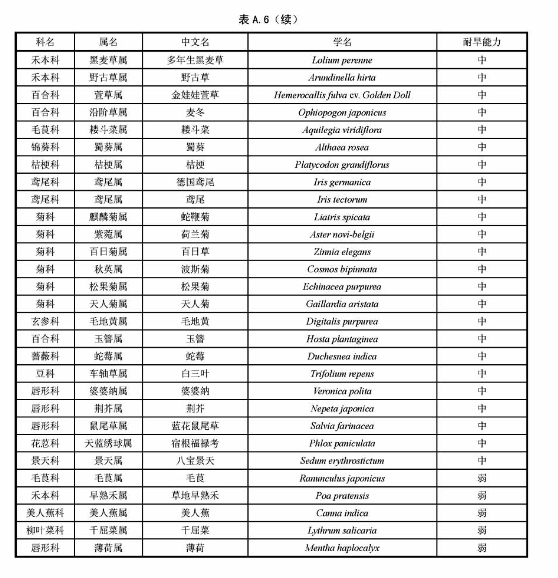 表 A.6（续）
科名 属名 中文名 学名 耐旱能力
禾本科 黑麦草属 多年生黑麦草 Lolium perenne 中
禾本科 野古草属 野古草 Arundinella hirta 中
百合科 萱草属 金娃娃萱草 Hemerocallis fulva cv. Golden Doll 中
百合科 沿阶草属 麦冬 Ophiopogon japonicus 中
毛茛科 耧斗菜属 耧斗菜 Aquilegia viridiflora 中
锦葵科 蜀葵属 蜀葵 Althaea rosea 中
桔梗科 桔梗属 桔梗 Platycodon grandiflorus 中
鸢尾科 鸢尾属 德国鸢尾 Iris germanica 中
鸢尾科 鸢尾属 鸢尾 Iris tectorum 中
菊科 麒麟菊属 蛇鞭菊 Liatris spicata 中
菊科 紫菀属 荷兰菊 Aster novi-belgii 中
菊科 百日菊属 百日草 Zinnia elegans 中
菊科 秋英属 波斯菊 Cosmos bipinnata 中
菊科 松果菊属 松果菊 Echinacea purpurea 中
菊科 天人菊属 天人菊 Gaillardia aristata 中
玄参科 毛地黄属 毛地黄 Digitalis purpurea 中
百合科 玉簪属 玉簪 Hosta plantaginea 中
蔷薇科 蛇莓属 蛇莓 Duchesnea indica 中
豆科 车轴草属 白三叶 Trifolium repens 中
唇形科 婆婆纳属 婆婆纳 Veronica polita 中
唇形科 荆芥属 荆芥 Nepeta japonica 中
唇形科 鼠尾草属 蓝花鼠尾草 Salvia farinacea 中
花荵科 天蓝绣球属 宿根福禄考 Phlox paniculata 中
景天科 景天属 八宝景天 Sedum erythrostictum 中
毛茛科 毛茛属 毛茛 Ranunculus japonicus 弱
禾本科 早熟禾属 草地早熟禾 Poa pratensis 弱
美人蕉科 美人蕉属 美人蕉 Canna indica 弱
柳叶菜科 千屈菜属 千屈菜 Lythrum salicaria 弱
唇形科 薄荷属 薄荷 Mentha haplocalyx 弱